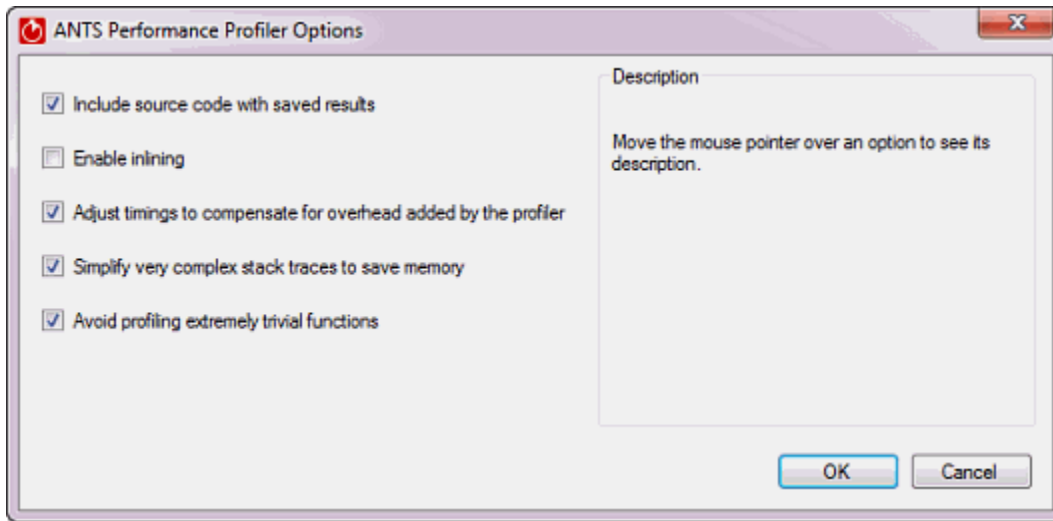 ANTS Performance Profiler Options
Include source code with saved results
Enable inlining
Adjust timings to compensate for overhead added by the profiler
Simplify very complex stack traces to save memory
Avoid profiling extremely trivial functions
Description
Move the mouse pointer over an option to see its
description.
OK
Cancel